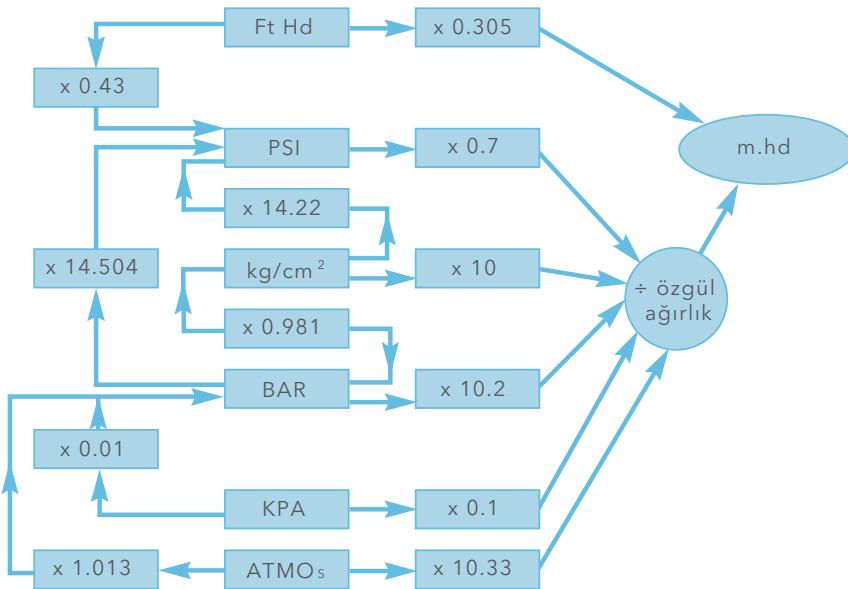 Ft Hd
x 0.305
x 0.43
PSI
x 0.7
m.hd
x 14.22
x 14.504
kg/cm²
x 10
÷ özgül
ağırlık
x 0.981
BAR
x 10.2
x 0.01
KPA
x 0.1
x 1.013
ATMOs
x 10.33